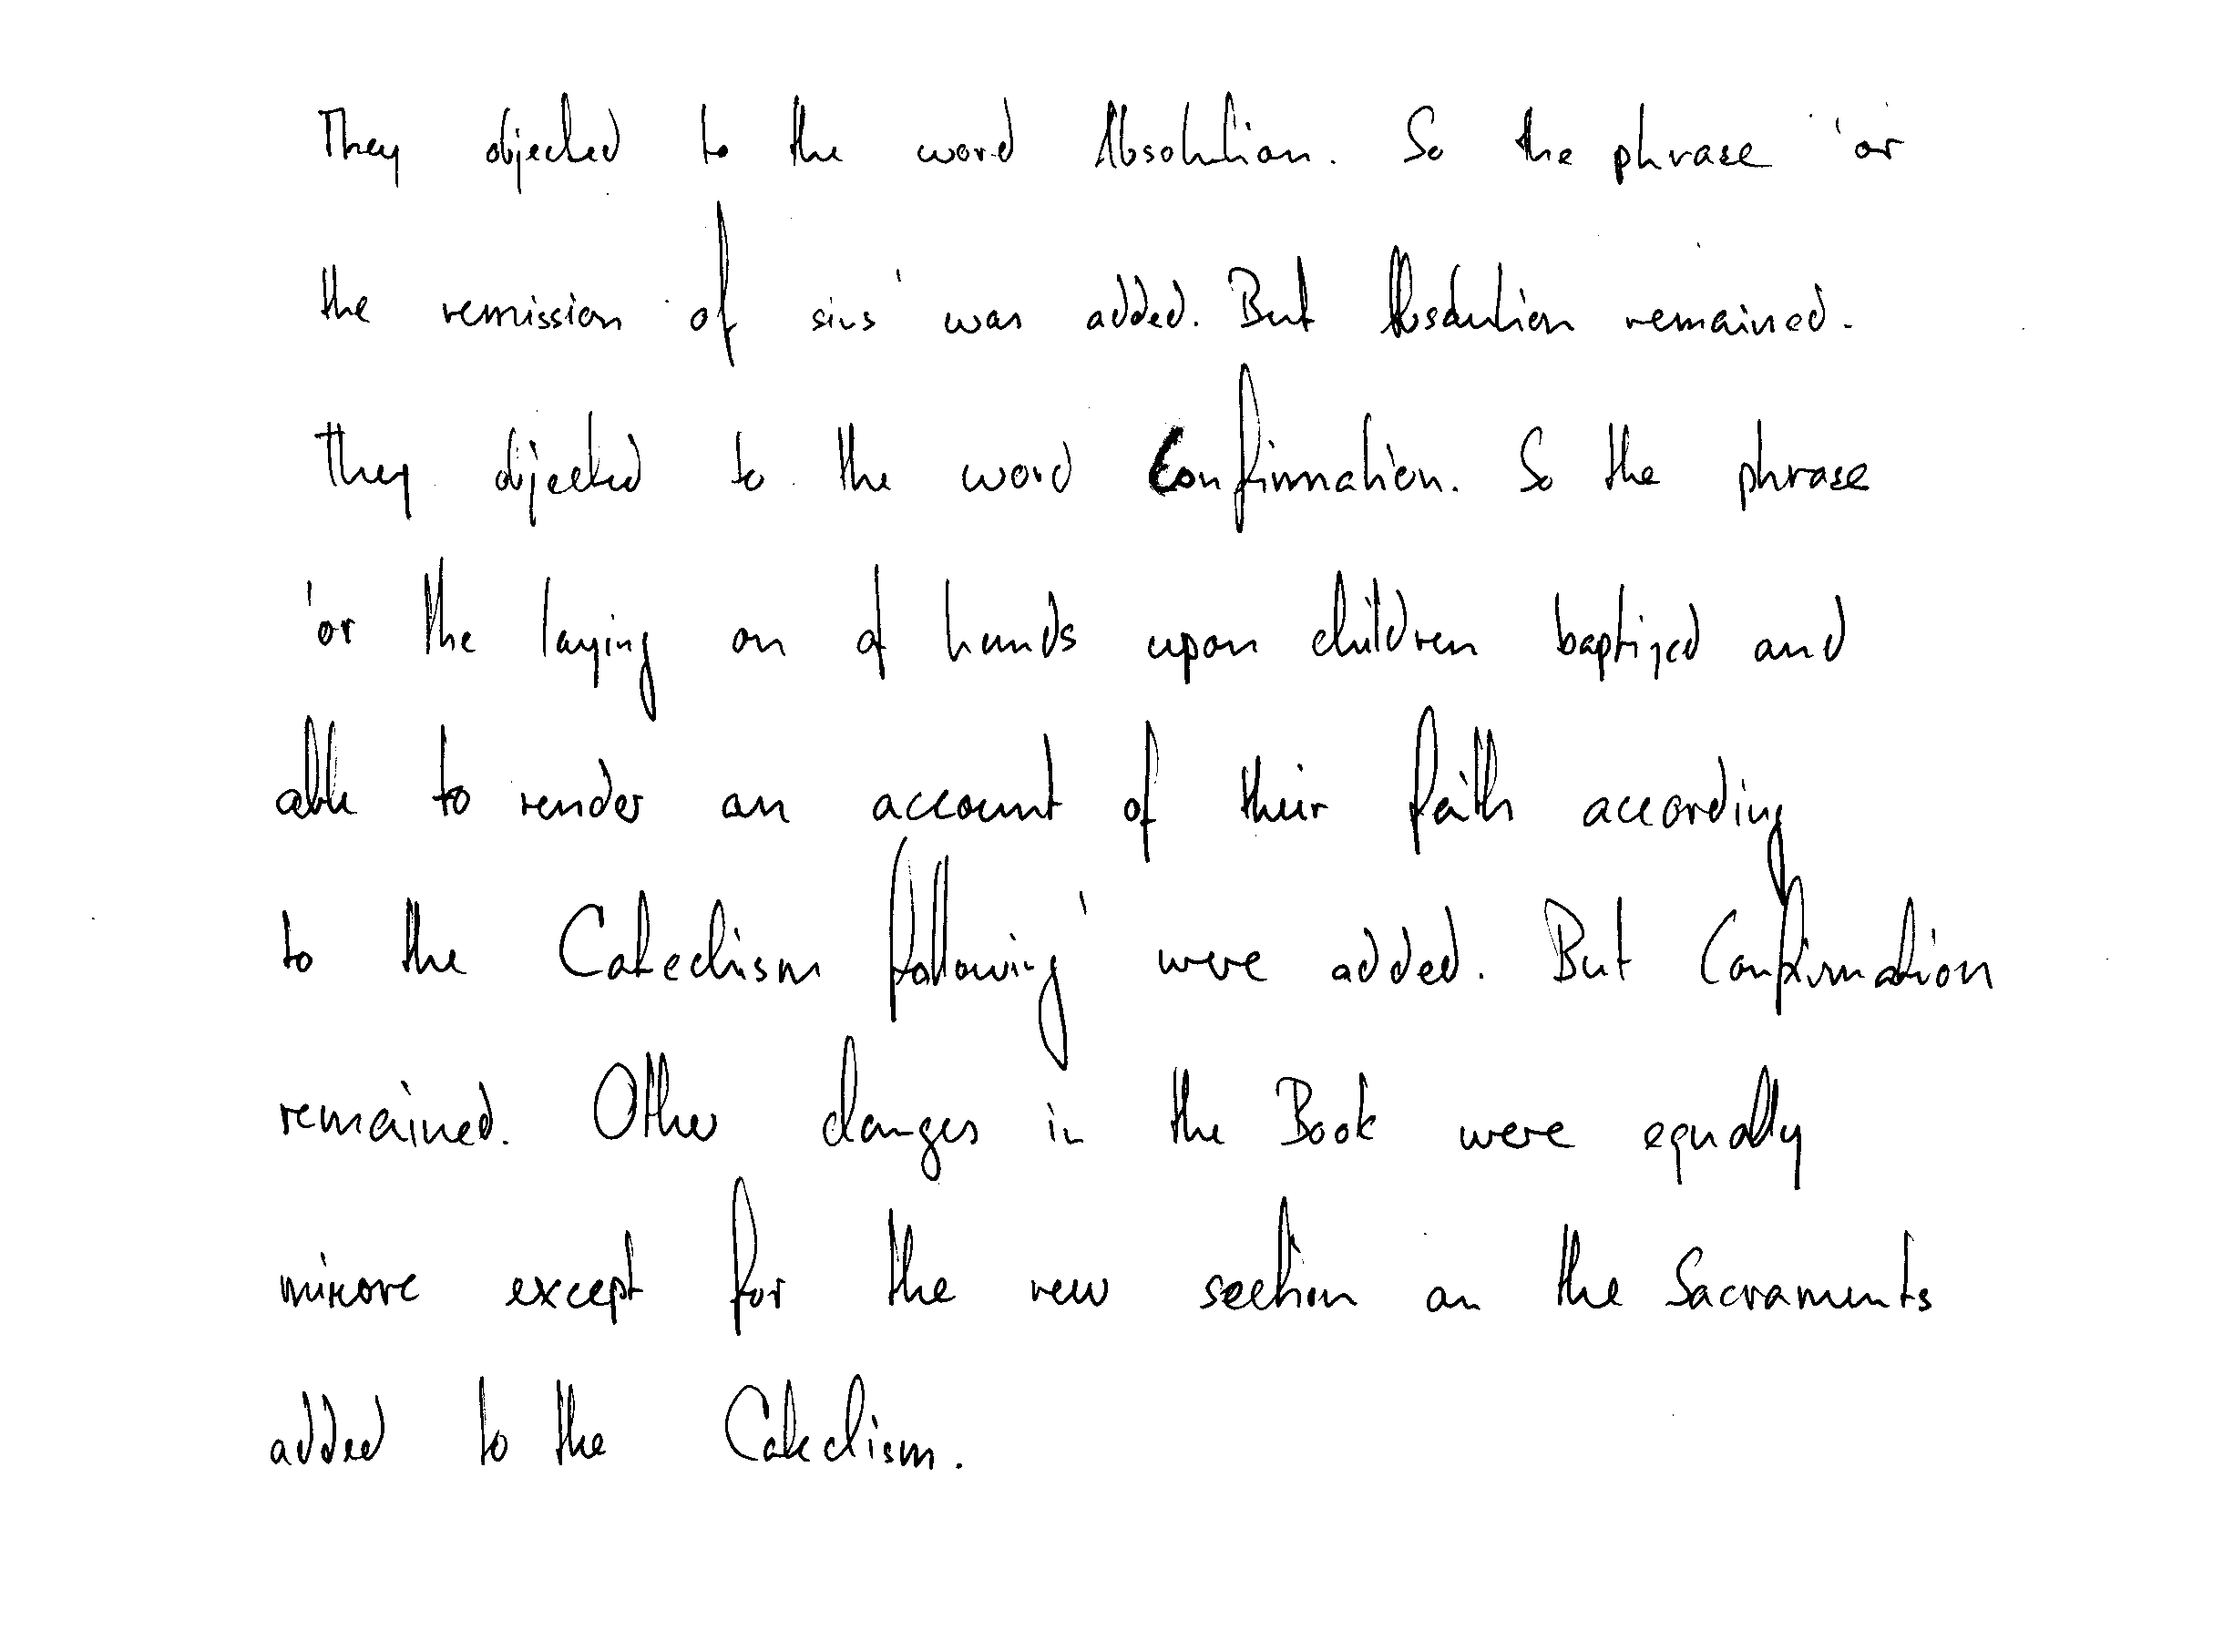 They objected to the word Absolution. So the phrase 'or
the remission of sins' was added. But Absolution remained.
They objected to the word Confirmation. So the phrase
'or the laying on of hands upon children baptized and
able to render an account of their faith according
to the Catechism following' were added. But Confirmation
remained. Other changes in the Book were equally
minore except for the new section on the Sacraments
added to the Catechism.